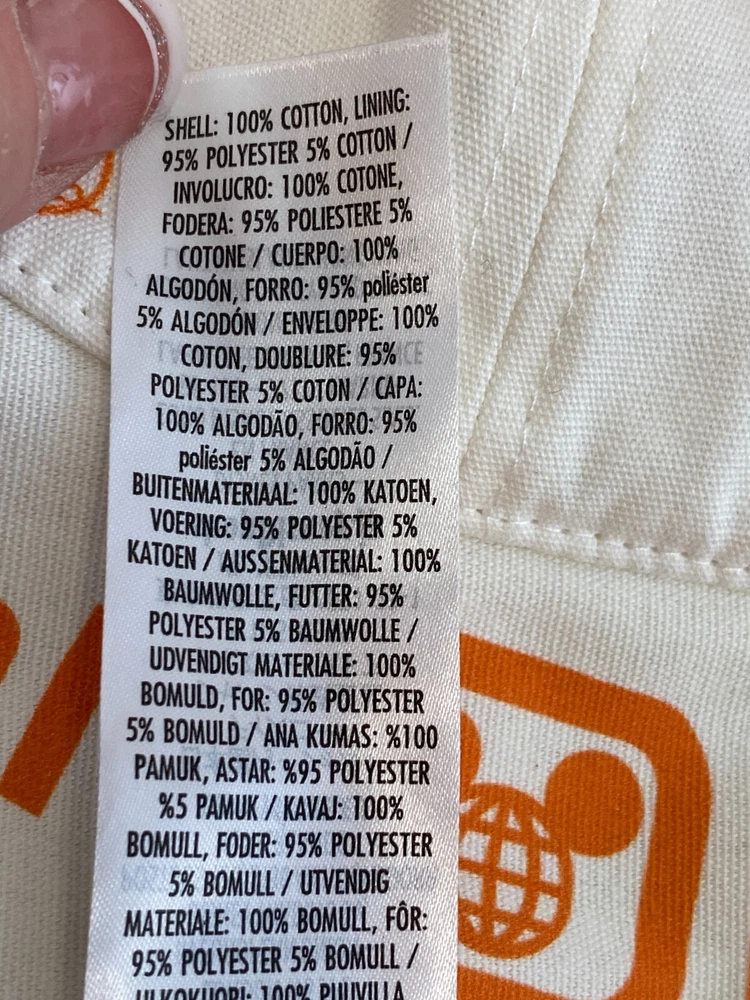 SHELL: 100% COTTON, LINING:
95% POLYESTER 5% COTTON /
INVOLUCRO: 100% COTONE,
FODERA: 95% POLIESTERE 5%
COTONE / CUERPO: 100%
ALGODÓN, FORRO: 95% poliéster
5% ALGODÓN / ENVELOPPE: 100%
COTON, DOUBLURE: 95%
POLYESTER 5% COTON / CAPA:
100% ALGODÃO, FORRO: 95%
poliéster 5% ALGODÃO /
BUITENMATERIAAL: 100% KATOEN,
VOERING: 95% POLYESTER 5%
KATOEN / AUSSENMATERIAL: 100%
BAUMWOLLE, FUTTER: 95%
POLYESTER 5% BAUMWOLLE /
UDVENDIGT MATERIALE: 100%
BOMULD, FOR: 95% POLYESTER
5% BOMULD / ANA KUMAS: %100
PAMUK, ASTAR: %95 POLYESTER
%5 PAMUK / KAVAJ: 100%
BOMULL, FODER: 95% POLYESTER
5% BOMULL / UTVENDIG
MATERIALE: 100% BOMULL, FÔR:
95% POLYESTER 5% BOMULL /
ULKOKUORI: 100% PUUVILLA